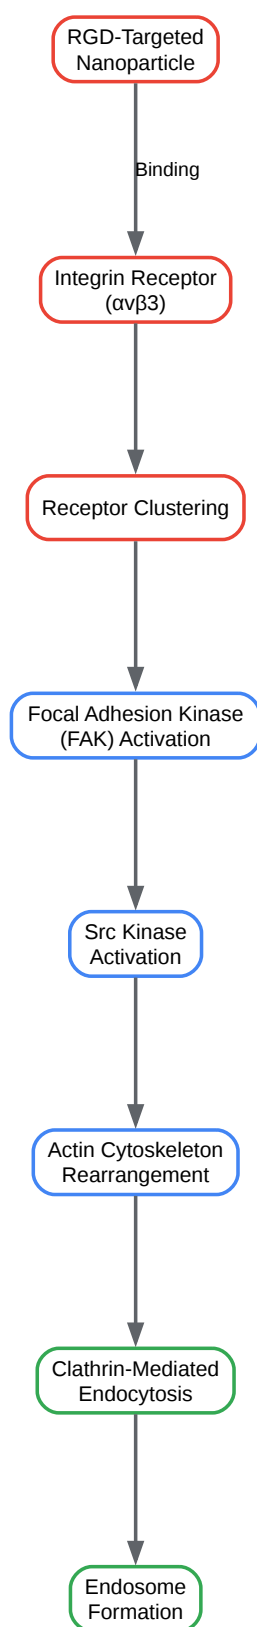 RGD-Targeted
Nanoparticle
Binding
Integrin Receptor
(αvβ3)
Receptor Clustering
Focal Adhesion Kinase
(FAK) Activation
Src Kinase
Activation
Actin Cytoskeleton
Rearrangement
Clathrin-Mediated
Endocytosis
Endosome
Formation